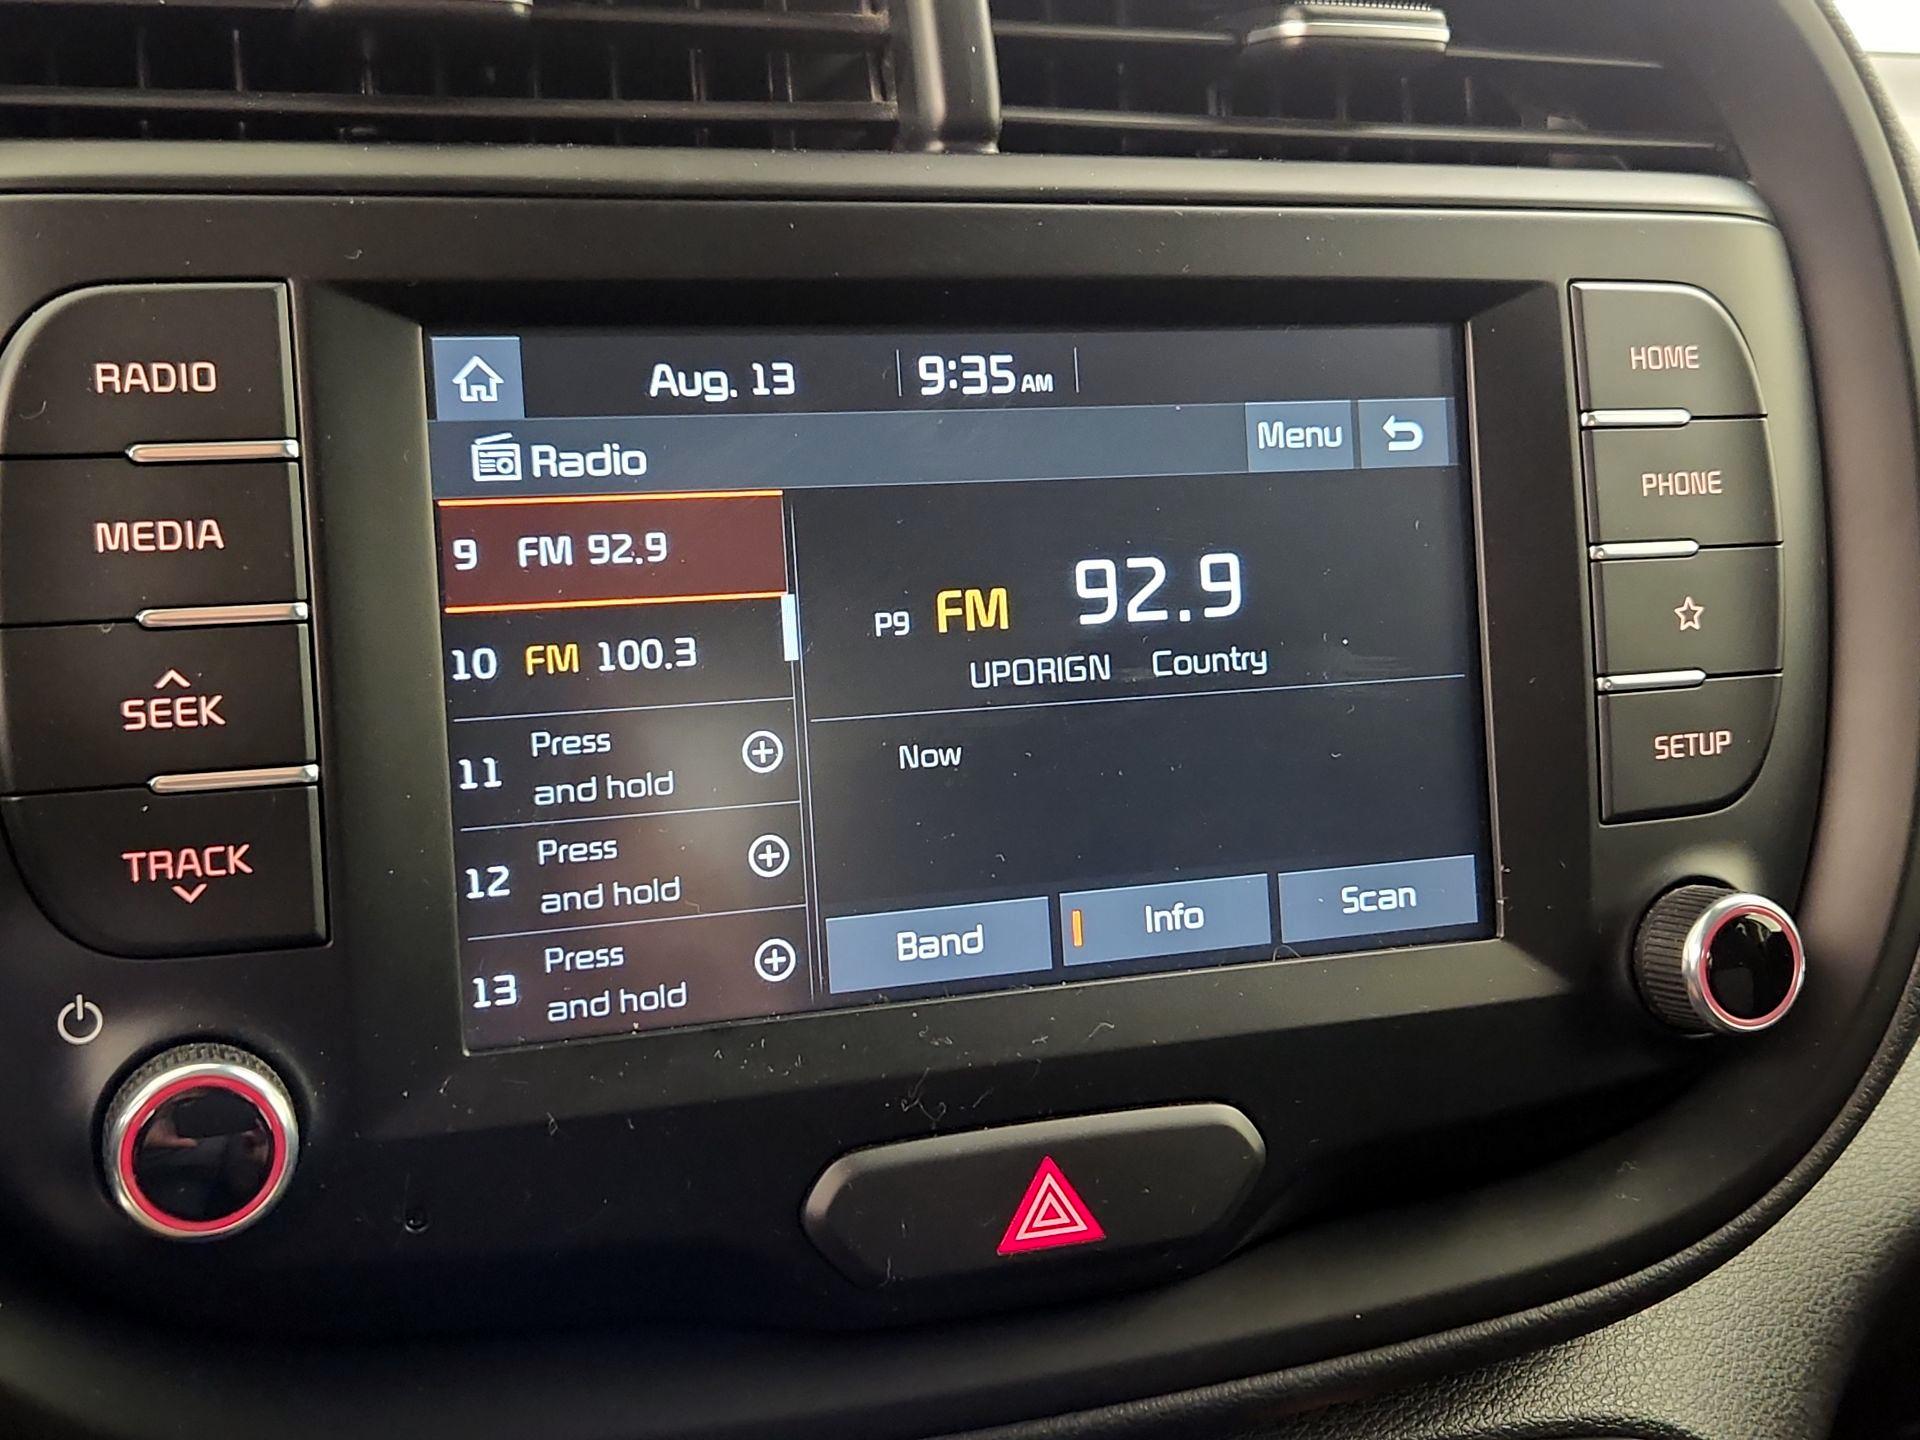 RADIO
MEDIA
SEEK
TRACK
Aug. 13
9:35 AM
Radio
Menu
9 FM 92.9
10 FM 100.3
11 Press
and hold
12 Press
and hold
13 Press
and hold
P9 FM 92.9
UPORIGN Country
Now
Band
Info
Scan
HOME
PHONE
SETUP